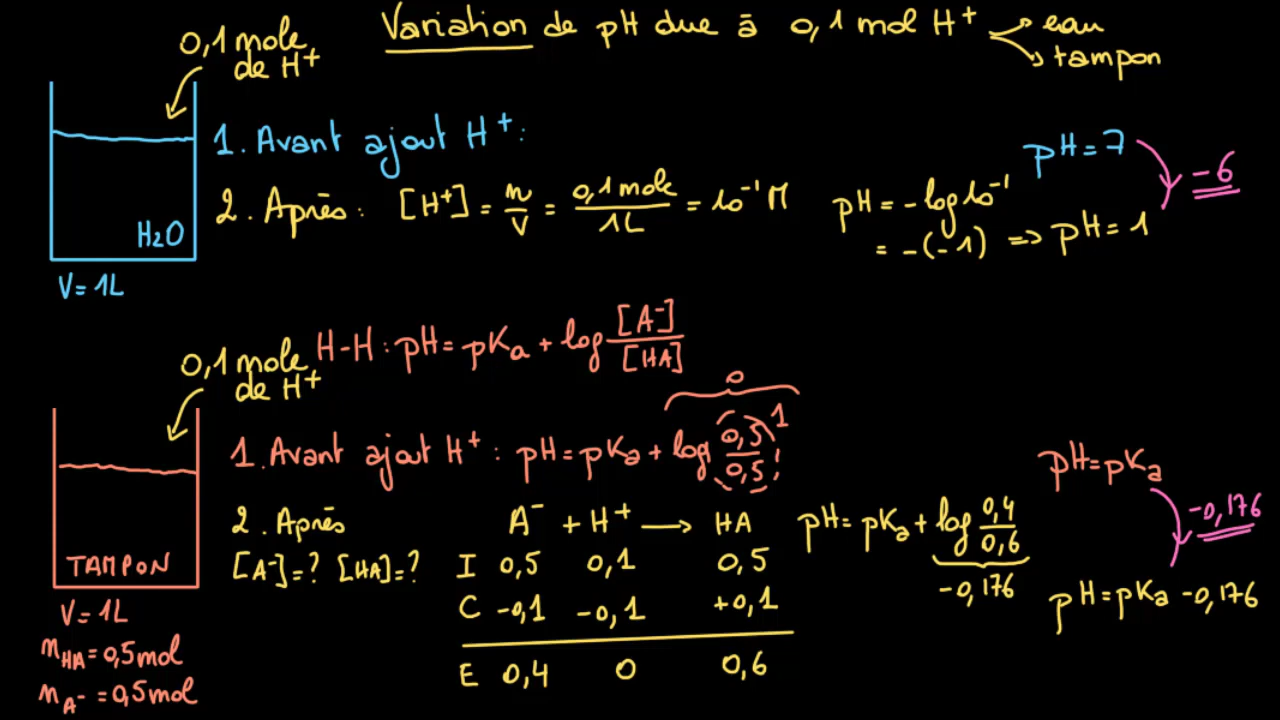 Variation de pH due à 0,1 mol H⁺ → eau
→ tampon
0,1 mole
de H⁺
H₂O
V = 1L
1. Avant ajout H⁺ :
pH = 7
2. Après : [H⁺] = n/V = 0,1 mole/1L = 10⁻¹ M
pH = -log 10⁻¹
= -(-1) => pH = 1
-6
0,1 mole
de H⁺
TAMPON
V = 1L
n_HA = 0,5 mol
n_A⁻ = 0,5 mol
H-H : pH = pKa + log [A⁻]/[HA]
1. Avant ajout H⁺ : pH = pKa + log 0,5/0,5
0
1
pH = pKa
2. Après
[A⁻] = ? [HA] = ?
A⁻ + H⁺ → HA
I 0,5 0,1 0,5
C -0,1 -0,1 +0,1
E 0,4 0 0,6
pH = pKa + log 0,4/0,6
-0,176
-0,176
pH = pKa -0,176